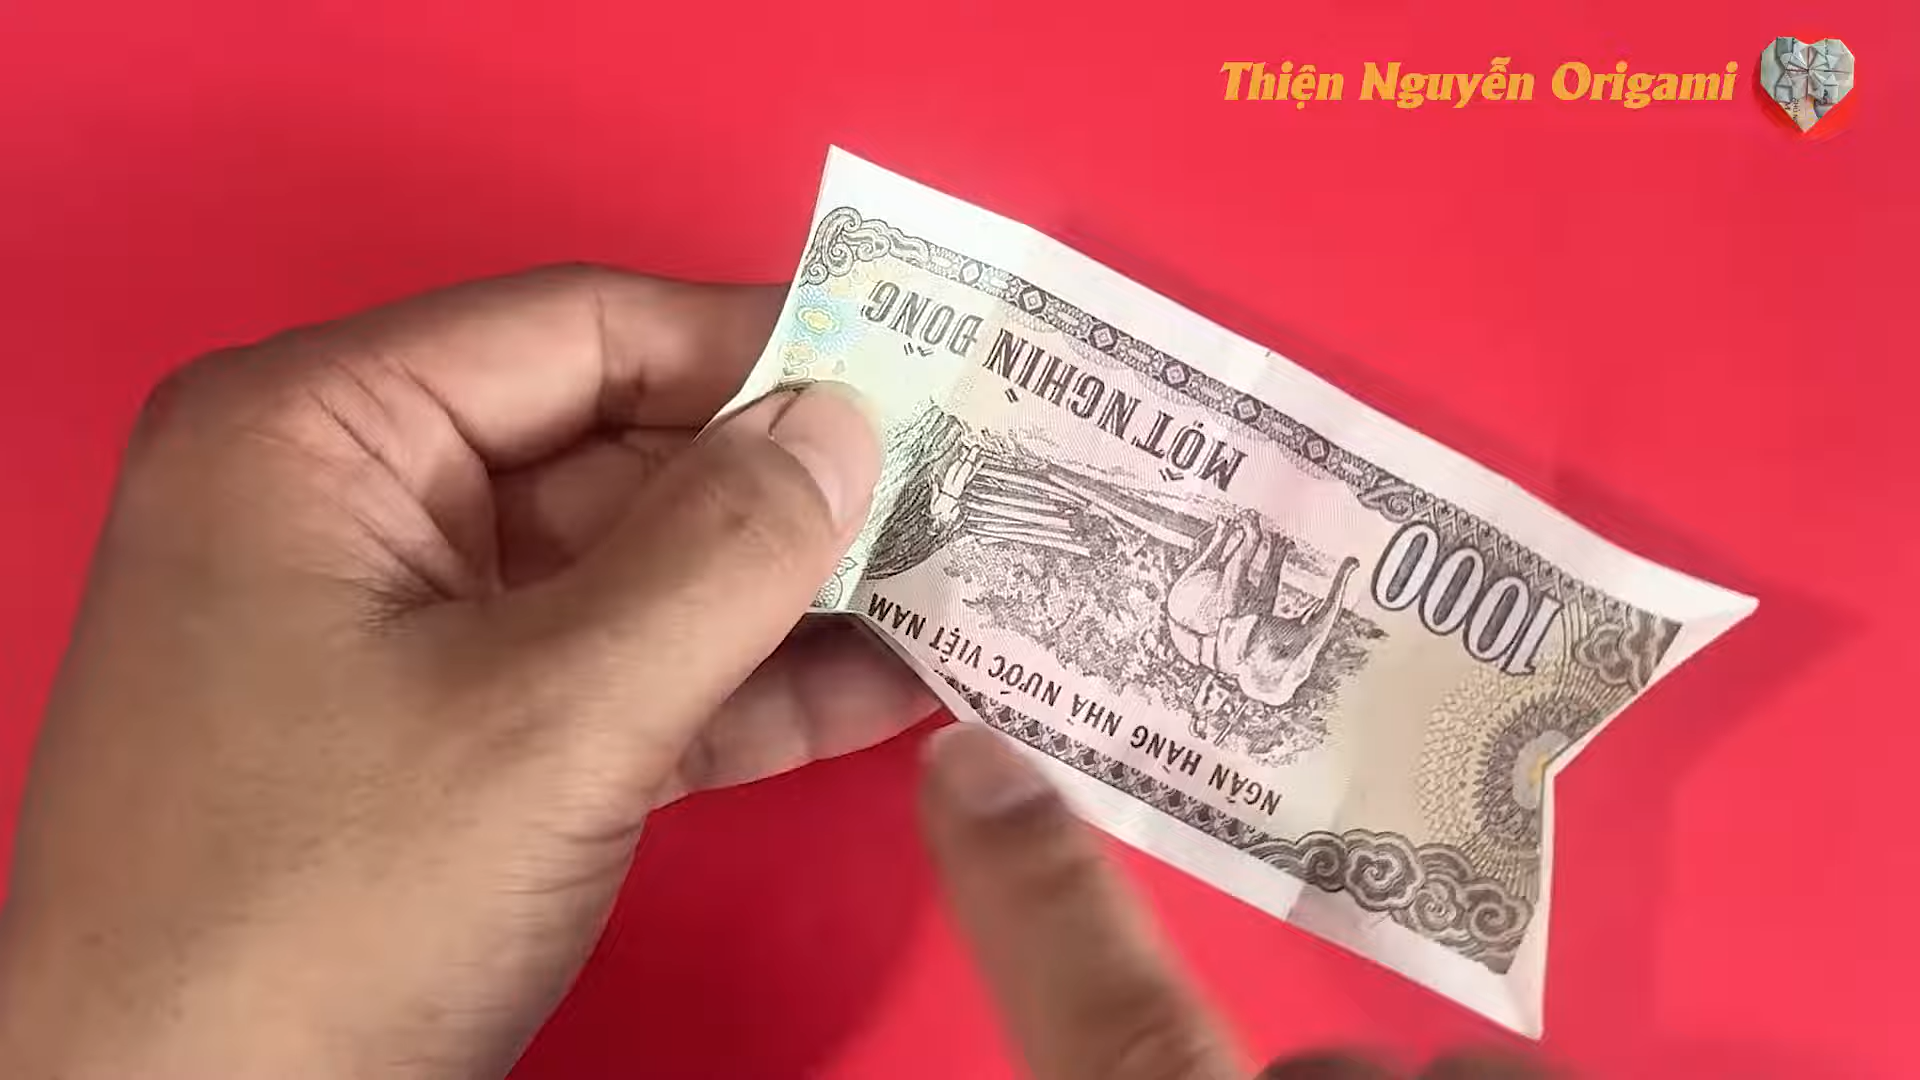 Thiện Nguyễn Origami
NGÂN HÀNG NHÀ NƯỚC VIỆT NAM
1000
MỘT NGHÌN ĐỒNG